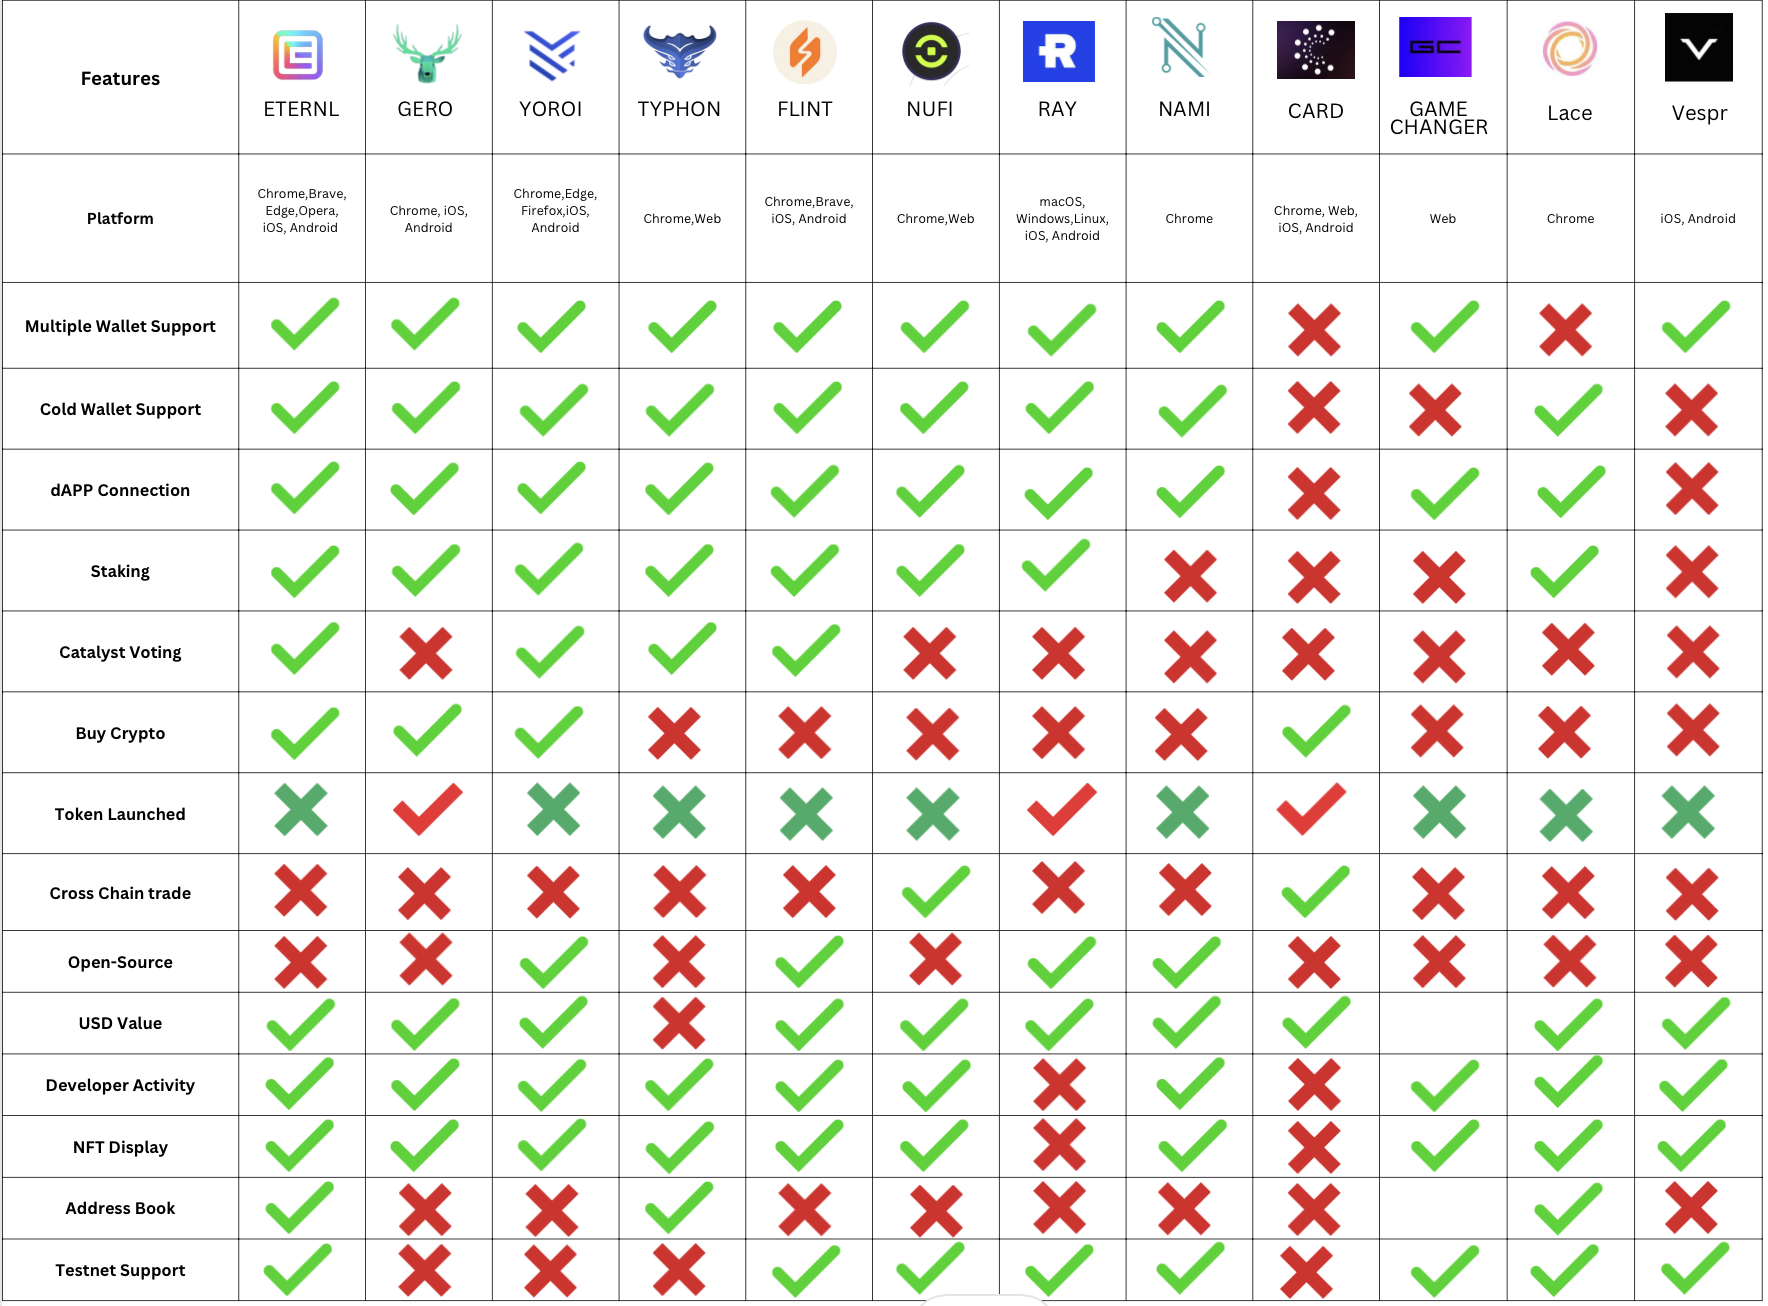 Features
ETERNL
GERO
YOROI
TYPHON
FLINT
NUFI
R
RAY
NAMI
CARD
GC
GAME
CHANGER
Lace
Vespr
Platform
Chrome,Brave,
Edge,Opera,
iOS, Android
Chrome, iOS,
Android
Chrome,Edge,
Firefox,iOS,
Android
Chrome,Web
Chrome,Brave,
iOS, Android
Chrome,Web
macOS,
Windows,Linux,
iOS, Android
Chrome
Chrome, Web,
iOS, Android
Web
Chrome
iOS, Android
Multiple Wallet Support
Cold Wallet Support
dAPP Connection
Staking
Catalyst Voting
Buy Crypto
Token Launched
Cross Chain trade
Open-Source
USD Value
Developer Activity
NFT Display
Address Book
Testnet Support